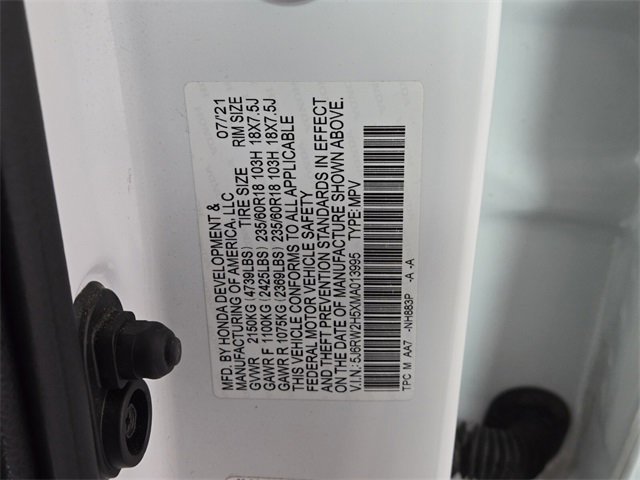 MFD. BY HONDA DEVELOPMENT & 07/21
MANUFACTURING OF AMERICA, LLC
TIRE SIZE RIM SIZE
GVWR 2150KG (4739LBS)
GAWR F 1100KG (2425LBS) 235/60R18 103H 18X7.5J
GAWR R 1075KG (2369LBS) 235/60R18 103H 18X7.5J
THIS VEHICLE CONFORMS TO ALL APPLICABLE
FEDERAL MOTOR VEHICLE SAFETY
AND THEFT PREVENTION STANDARDS IN EFFECT
ON THE DATE OF MANUFACTURE SHOWN ABOVE.
V.I.N.: 5J6RW2H5XMA013995 TYPE: MPV
TPC M AA7 -NH883P -A -A